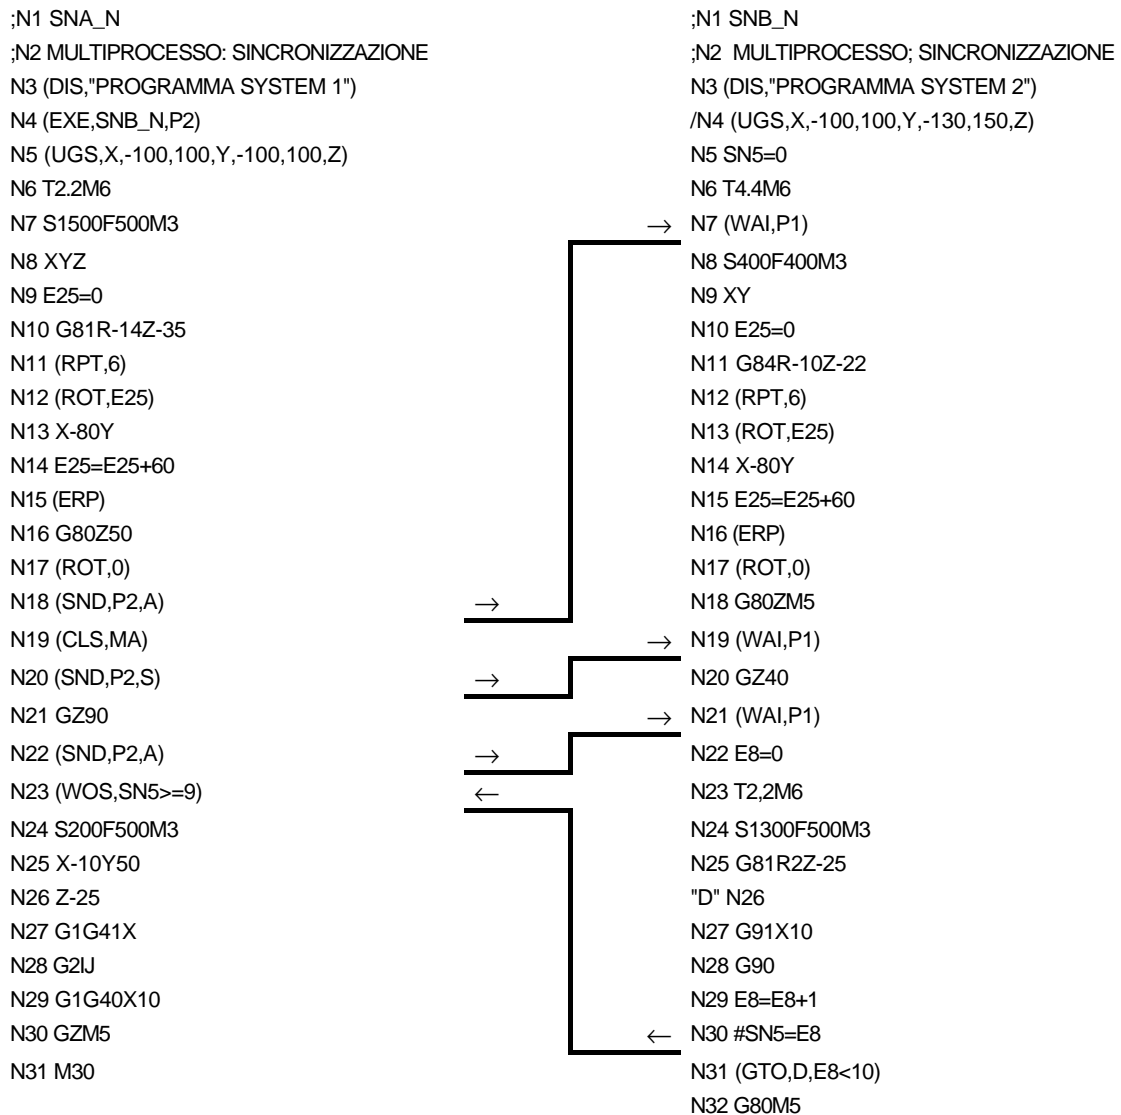 ;N1 SNA_N
;N2 MULTIPROCESSO: SINCRONIZZAZIONE
N3 (DIS,"PROGRAMMA SYSTEM 1")
N4 (EXE,SNB_N,P2)
N5 (UGS,X,-100,100,Y,-100,100,Z)
N6 T2.2M6
N7 S1500F500M3
N8 XYZ
N9 E25=0
N10 G81R-14Z-35
N11 (RPT,6)
N12 (ROT,E25)
N13 X-80Y
N14 E25=E25+60
N15 (ERP)
N16 G80Z50
N17 (ROT,0)
N18 (SND,P2,A) →
N19 (CLS,MA)
N20 (SND,P2,S) →
N21 GZ90
N22 (SND,P2,A) →
N23 (WOS,SN5>=9) ←
N24 S200F500M3
N25 X-10Y50
N26 Z-25
N27 G1G41X
N28 G2IJ
N29 G1G40X10
N30 GZM5
N31 M30
;N1 SNB_N
;N2 MULTIPROCESSO; SINCRONIZZAZIONE
N3 (DIS,"PROGRAMMA SYSTEM 2")
/N4 (UGS,X,-100,100,Y,-130,150,Z)
N5 SN5=0
N6 T4.4M6
→ N7 (WAI,P1)
N8 S400F400M3
N9 XY
N10 E25=0
N11 G84R-10Z-22
N12 (RPT,6)
N13 (ROT,E25)
N14 X-80Y
N15 E25=E25+60
N16 (ERP)
N17 (ROT,0)
N18 G80ZM5
→ N19 (WAI,P1)
N20 GZ40
→ N21 (WAI,P1)
N22 E8=0
N23 T2,2M6
N24 S1300F500M3
N25 G81R2Z-25
"D" N26
N27 G91X10
N28 G90
N29 E8=E8+1
← N30 #SN5=E8
N31 (GTO,D,E8<10)
N32 G80M5